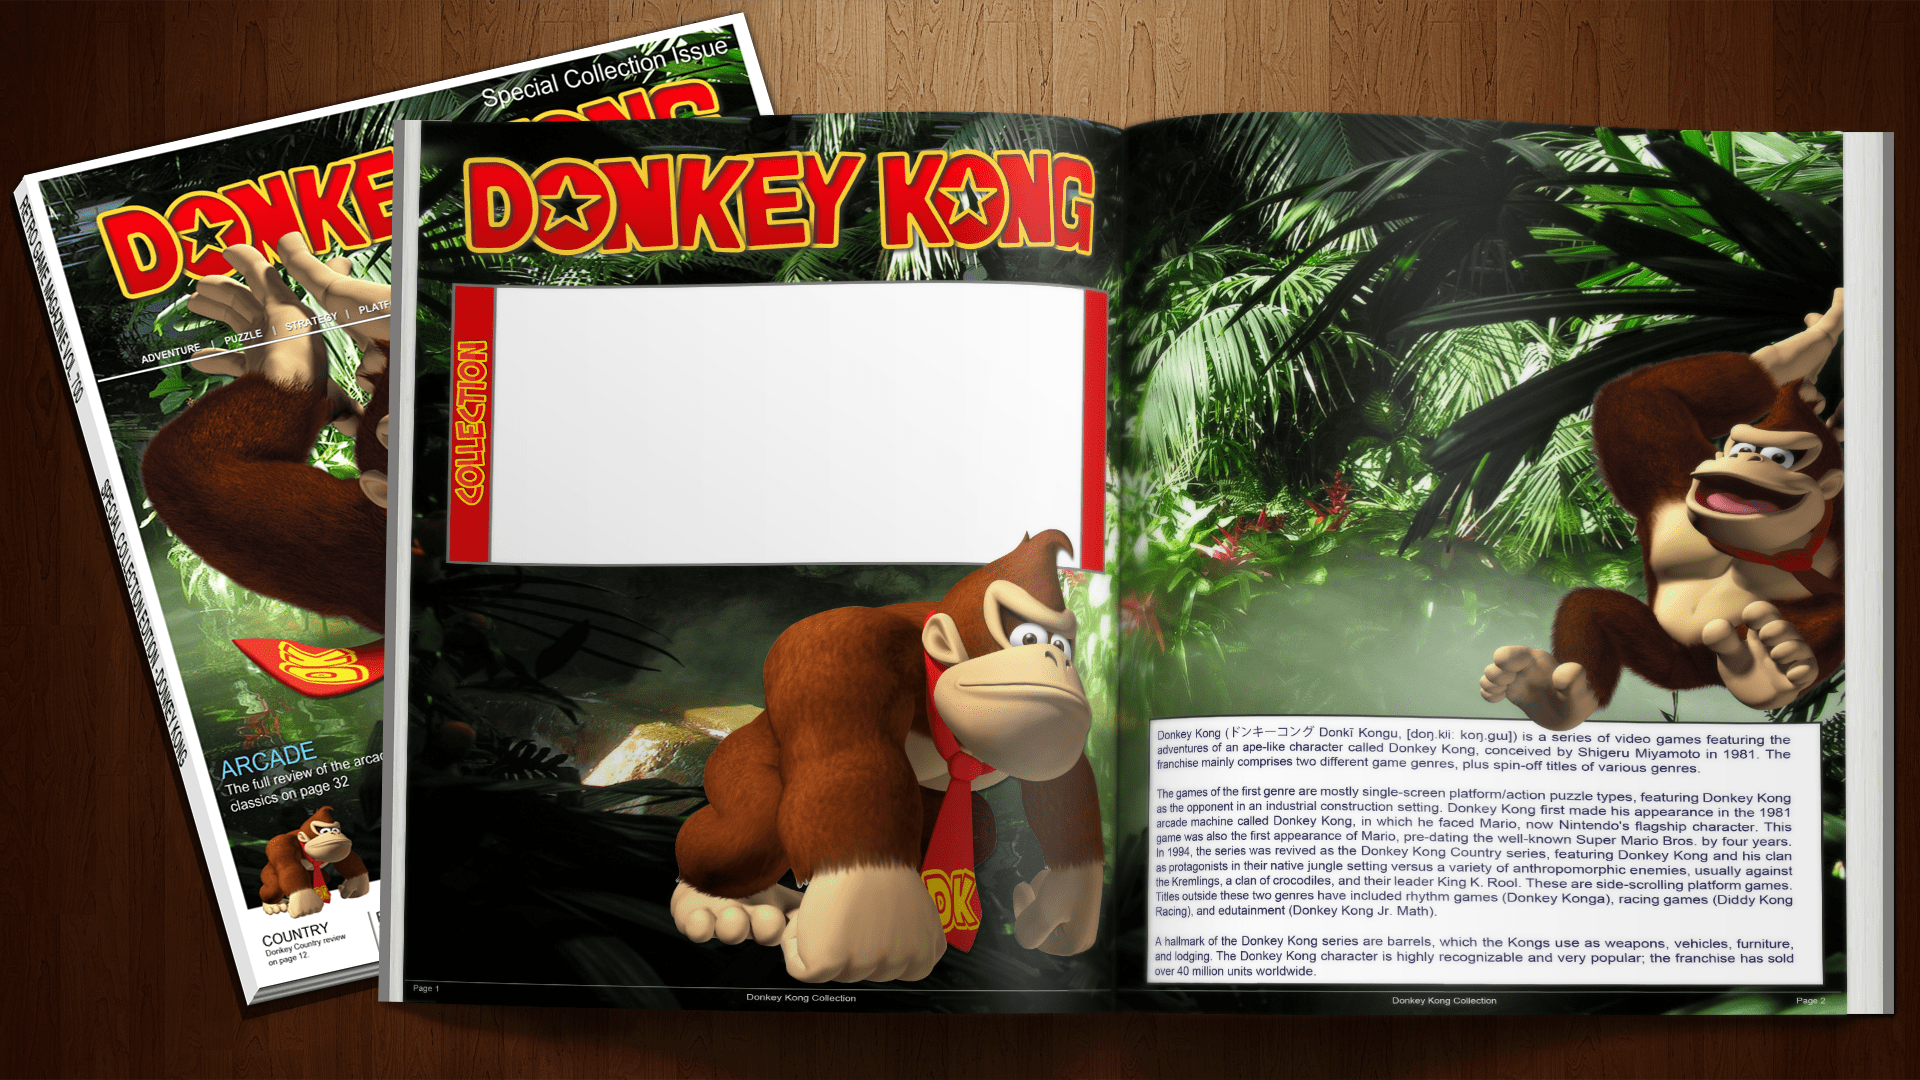 Special Collection Issue
DONKE
KONG
ADVENTURE | PUZZLE | STRATEGY | PLATF
RETRO GAME MAGAZINE VOL. 700
SPECIAL COLLECTION EDITION - DONKEY KONG
DK
ARCADE
The full review of the arcad
classics on page 32
COUNTRY
Donkey Country review
on page 12.
DONKEY KONG
COLLECTION
DK
Page 1
Donkey Kong Collection
Donkey Kong (ドンキーコング Donkī Kongu, [doŋ.kiː koŋ.gɯ]) is a series of video games featuring the
adventures of an ape-like character called Donkey Kong, conceived by Shigeru Miyamoto in 1981. The
franchise mainly comprises two different game genres, plus spin-off titles of various genres.
The games of the first genre are mostly single-screen platform/action puzzle types, featuring Donkey Kong
as the opponent in an industrial construction setting. Donkey Kong first made his appearance in the 1981
arcade machine called Donkey Kong, in which he faced Mario, now Nintendo's flagship character. This
game was also the first appearance of Mario, pre-dating the well-known Super Mario Bros. by four years.
In 1994, the series was revived as the Donkey Kong Country series, featuring Donkey Kong and his clan
as protagonists in their native jungle setting versus a variety of anthropomorphic enemies, usually against
the Kremlings, a clan of crocodiles, and their leader King K. Rool. These are side-scrolling platform games.
Titles outside these two genres have included rhythm games (Donkey Konga), racing games (Diddy Kong
Racing), and edutainment (Donkey Kong Jr. Math).
A hallmark of the Donkey Kong series are barrels, which the Kongs use as weapons, vehicles, furniture,
and lodging. The Donkey Kong character is highly recognizable and very popular; the franchise has sold
over 40 million units worldwide.
Donkey Kong Collection
Page 2